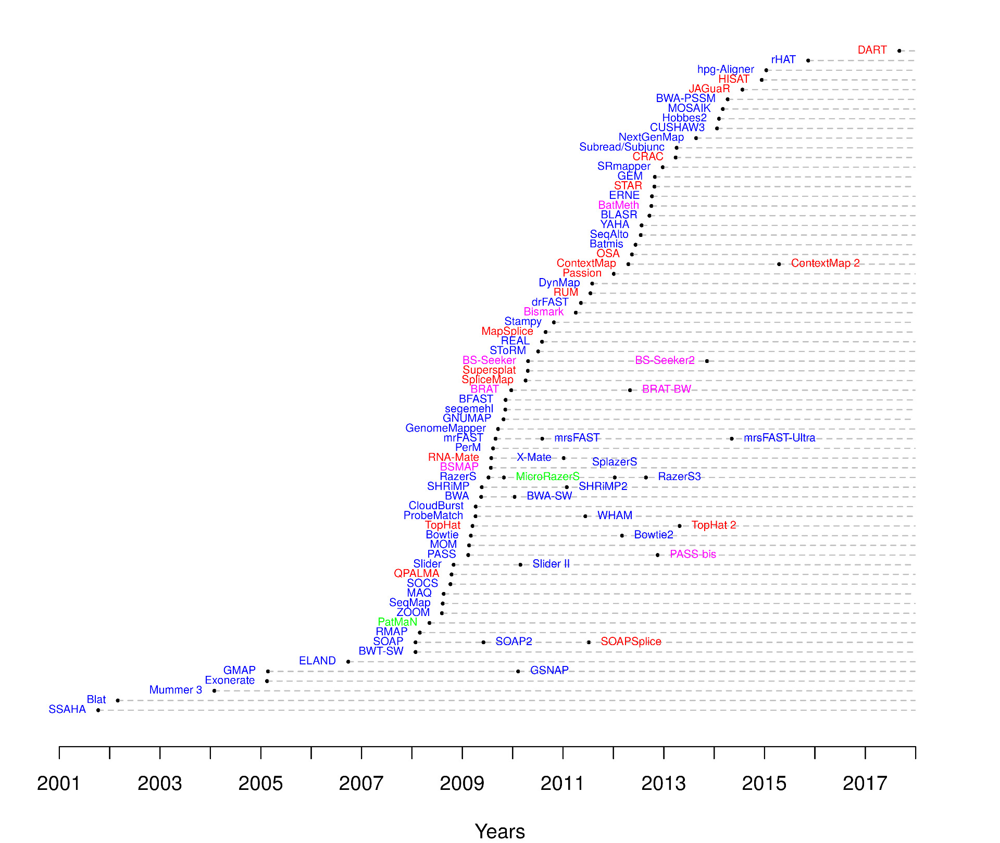 DART
rHAT
hpg-Aligner
HISAT
JAGuaR
BWA-PSSM
MOSAIK
Hobbes2
CUSHAW3
NextGenMap
Subread/Subjunc
CRAC
SRmapper
GEM
STAR
ERNE
BatMeth
BLASR
YAHA
SeqAlto
Batmis
OSA
ContextMap ContextMap 2
Passion
DynMap
RUM
drFAST
Bismark
Stampy
MapSplice
REAL
SToRM
BS-Seeker BS-Seeker2
Supersplat
SpliceMap
BRAT BRAT-BW
BFAST
segemehl
GNUMAP
GenomeMapper
mrFAST mrsFAST mrsFAST-Ultra
PerM
RNA-Mate X-Mate
SplazerS
BSMAP
RazerS MicroRazerS RazerS3
SHRiMP SHRiMP2
BWA BWA-SW
CloudBurst
ProbeMatch WHAM
TopHat TopHat 2
Bowtie Bowtie2
MOM
PASS PASS-bis
Slider Slider II
QPALMA
SOCS
MAQ
SeqMap
ZOOM
PatMaN
RMAP
SOAP SOAP2 SOAPSplice
BWT-SW
ELAND
GMAP GSNAP
Exonerate
Mummer 3
Blat
SSAHA
2001 2003 2005 2007 2009 2011 2013 2015 2017
Years